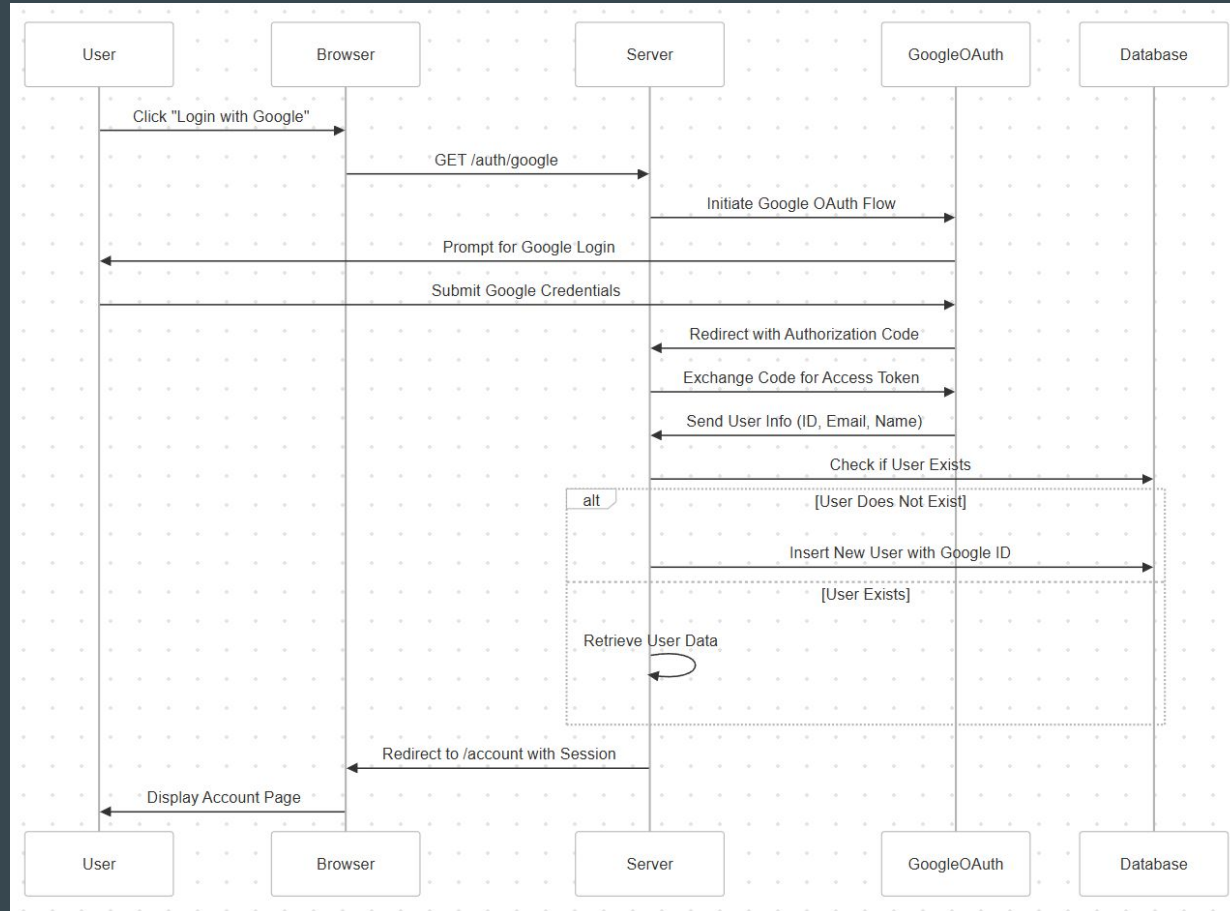 User
Browser
Server
GoogleOAuth
Database
Click "Login with Google"
GET /auth/google
Initiate Google OAuth Flow
Prompt for Google Login
Submit Google Credentials
Redirect with Authorization Code
Exchange Code for Access Token
Send User Info (ID, Email, Name)
Check if User Exists
alt
[User Does Not Exist]
Insert New User with Google ID
[User Exists]
Retrieve User Data
Redirect to /account with Session
Display Account Page
User
Browser
Server
GoogleOAuth
Database